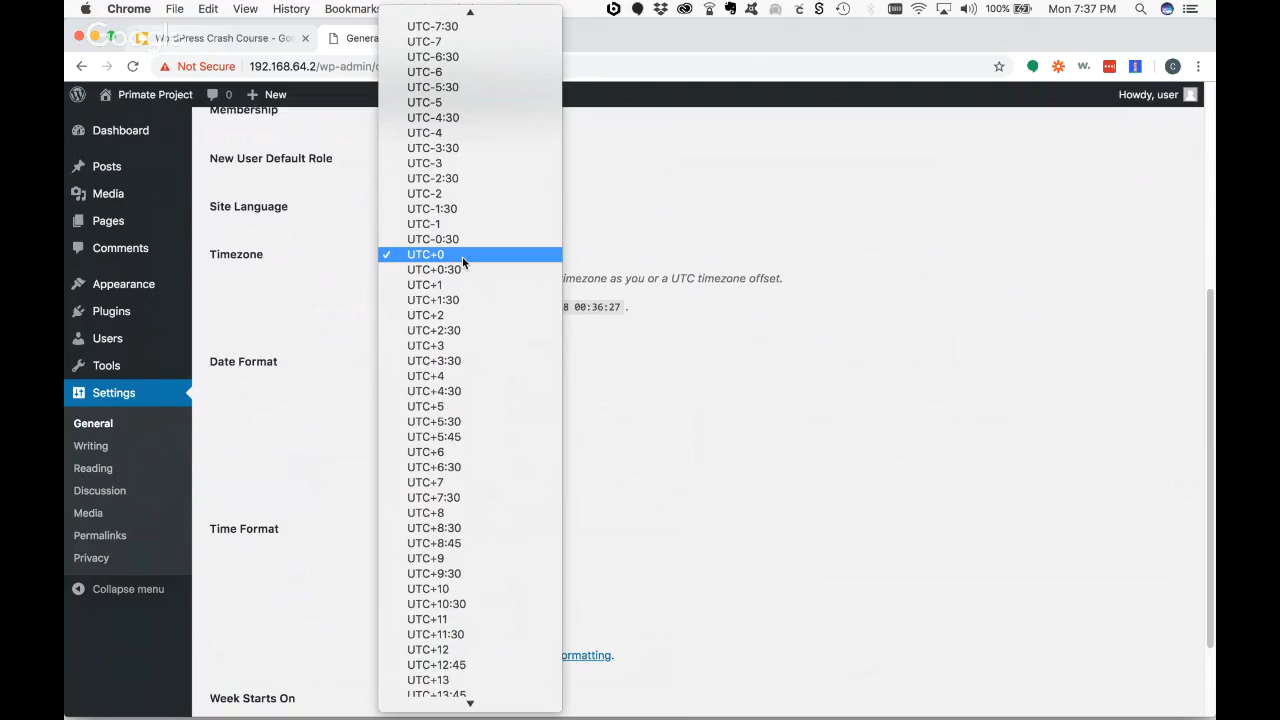 Chrome File Edit View History Bookmarks 100% Mon 7:37 PM
Google
WordPress Crash Course - Goo × Genera
Not Secure 192.168.64.2/wp-admin/
Primate Project 0 New Howdy, user
Dashboard
Posts
Media
Pages
Comments
Appearance
Plugins
Users
Tools
Settings
General
Writing
Reading
Discussion
Media
Permalinks
Privacy
Collapse menu
Membership
New User Default Role
Site Language
Timezone
imezone as you or a UTC timezone offset.
8 00:36:27 .
Date Format
Time Format
ormatting.
Week Starts On
UTC-7:30
UTC-7
UTC-6:30
UTC-6
UTC-5:30
UTC-5
UTC-4:30
UTC-4
UTC-3:30
UTC-3
UTC-2:30
UTC-2
UTC-1:30
UTC-1
UTC-0:30
✓ UTC+0
UTC+0:30
UTC+1
UTC+1:30
UTC+2
UTC+2:30
UTC+3
UTC+3:30
UTC+4
UTC+4:30
UTC+5
UTC+5:30
UTC+5:45
UTC+6
UTC+6:30
UTC+7
UTC+7:30
UTC+8
UTC+8:30
UTC+8:45
UTC+9
UTC+9:30
UTC+10
UTC+10:30
UTC+11
UTC+11:30
UTC+12
UTC+12:45
UTC+13
UTC+13:45